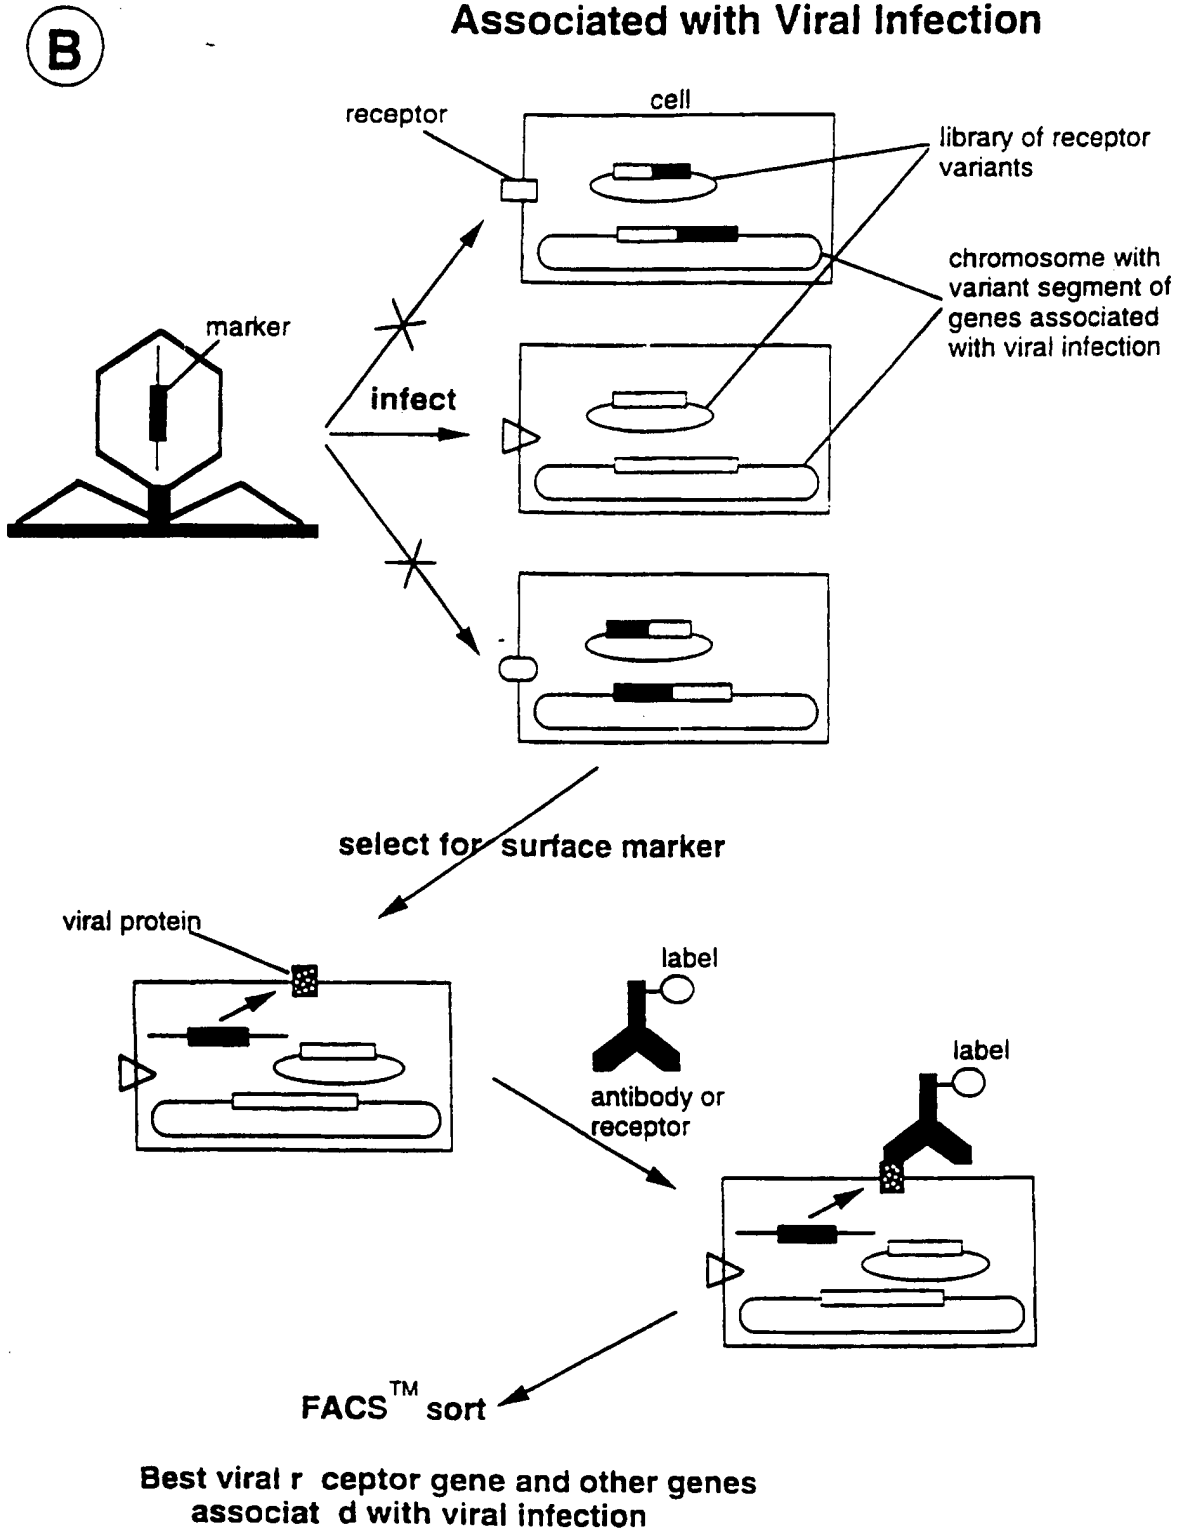 B
Associated with Viral Infection
cell
receptor
library of receptor
variants
chromosome with
variant segment of
genes associated
with viral infection
marker
infect
select for surface marker
viral protein
label
antibody or
receptor
label
FACS™ sort
Best viral r ceptor gene and other genes
associat d with viral infection